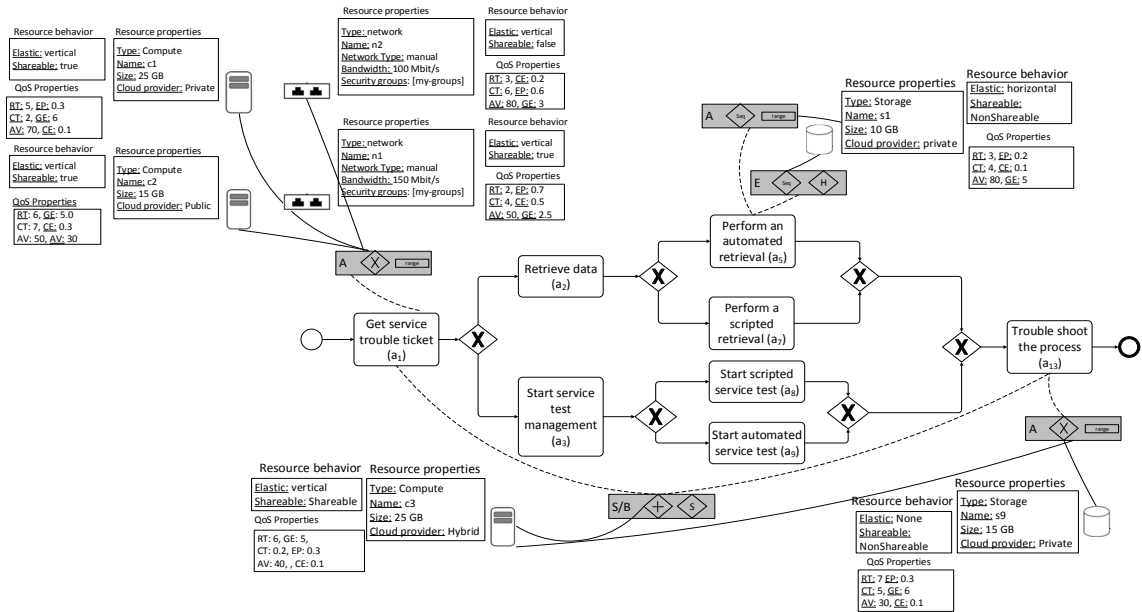 Resource behavior
Elastic: vertical
Shareable: true
QoS Properties
RT: 5, EP: 0.3
CT: 2, GE: 6
AV: 70, CE: 0.1
Resource properties
Type: Compute
Name: c1
Size: 25 GB
Cloud provider: Private
Resource behavior
Elastic: vertical
Shareable: true
QoS Properties
RT: 6, GE: 5.0
CT: 7, CE: 0.3
AV: 50, AV: 30
Resource properties
Type: Compute
Name: c2
Size: 15 GB
Cloud provider: Public
Resource properties
Type: network
Name: n2
Network Type: manual
Bandwidth: 100 Mbit/s
Security groups: [my-groups]
Resource behavior
Elastic: vertical
Shareable: false
QoS Properties
RT: 3, CE: 0.2
CT: 6, EP: 0.6
AV: 80, GE: 3
Resource properties
Type: network
Name: n1
Network Type: manual
Bandwidth: 150 Mbit/s
Security groups: [my-groups]
Resource behavior
Elastic: vertical
Shareable: true
QoS Properties
RT: 2, EP: 0.7
CT: 4, CE: 0.5
AV: 50, GE: 2.5
A X range
A Seq range
E Seq H
Resource properties
Type: Storage
Name: s1
Size: 10 GB
Cloud provider: private
Resource behavior
Elastic: horizontal
Shareable:
NonShareable
QoS Properties
RT: 3, EP: 0.2
CT: 4, CE: 0.1
AV: 80, GE: 5
Get service
trouble ticket
(a1)
X
Retrieve data
(a2)
X
Perform an
automated
retrieval (a5)
Perform a
scripted
retrieval (a7)
X
Start service
test
management
(a3)
X
Start scripted
service test (a8)
Start automated
service test (a9)
X
X
Trouble shoot
the process
(a13)
A X range
S/B + S
Resource behavior
Elastic: vertical
Shareable: Shareable
QoS Properties
RT: 6, GE: 5,
CT: 0.2, EP: 0.3
AV: 40, , CE: 0.1
Resource properties
Type: Compute
Name: c3
Size: 25 GB
Cloud provider: Hybrid
Resource behavior
Elastic: None
Shareable:
NonShareable
QoS Properties
RT: 7 EP: 0.3
CT: 5, GE: 6
AV: 30, CE: 0.1
Resource properties
Type: Storage
Name: s9
Size: 15 GB
Cloud provider: Private